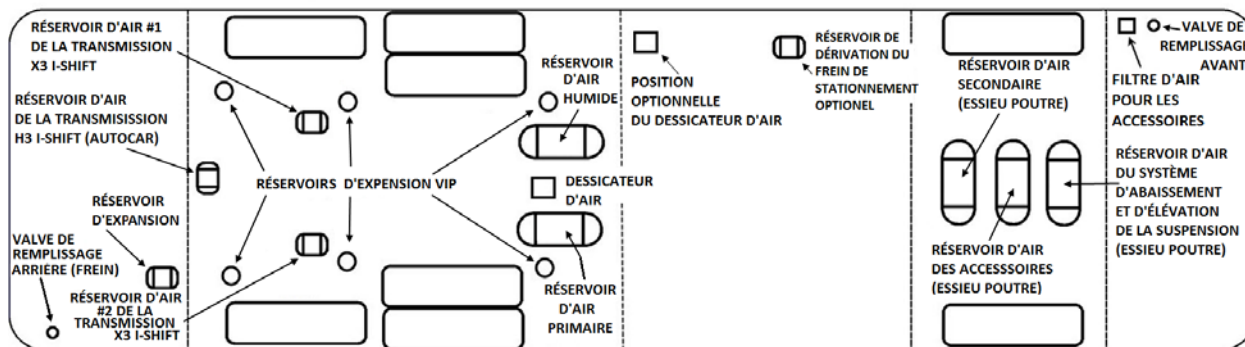 RÉSERVOIR D'AIR #1
DE LA TRANSMISSION
X3 I-SHIFT
RÉSERVOIR D'AIR
DE LA TRANSMISISSION
H3 I-SHIFT (AUTOCAR)
RÉSERVOIR
D'EXPANSION
VALVE DE
REMPLISSAGE
ARRIÈRE (FREIN)
RÉSERVOIR D'AIR
#2 DE LA
TRANSMISSION
X3 I-SHIFT
RÉSERVOIRS D'EXPENSION VIP
RÉSERVOIR
D'AIR
HUMIDE
DESSICATEUR
D'AIR
RÉSERVOIR
D'AIR
PRIMAIRE
POSITION
OPTIONNELLE
DU DESSICATEUR D'AIR
RÉSERVOIR DE
DÉRIVATION DU
FREIN DE
STATIONNEMENT
OPTIONEL
RÉSERVOIR D'AIR
SECONDAIRE
(ESSIEU POUTRE)
RÉSERVOIR D'AIR
DES ACCESSSOIRES
(ESSIEU POUTRE)
VALVE DE
REMPLISSAGE
AVANT
FILTRE D'AIR
POUR LES
ACCESSOIRES
RÉSERVOIR D'AIR
DU SYSTÈME
D'ABAISSEMENT
ET D'ÉLÉVATION
DE LA SUSPENSION
(ESSIEU POUTRE)